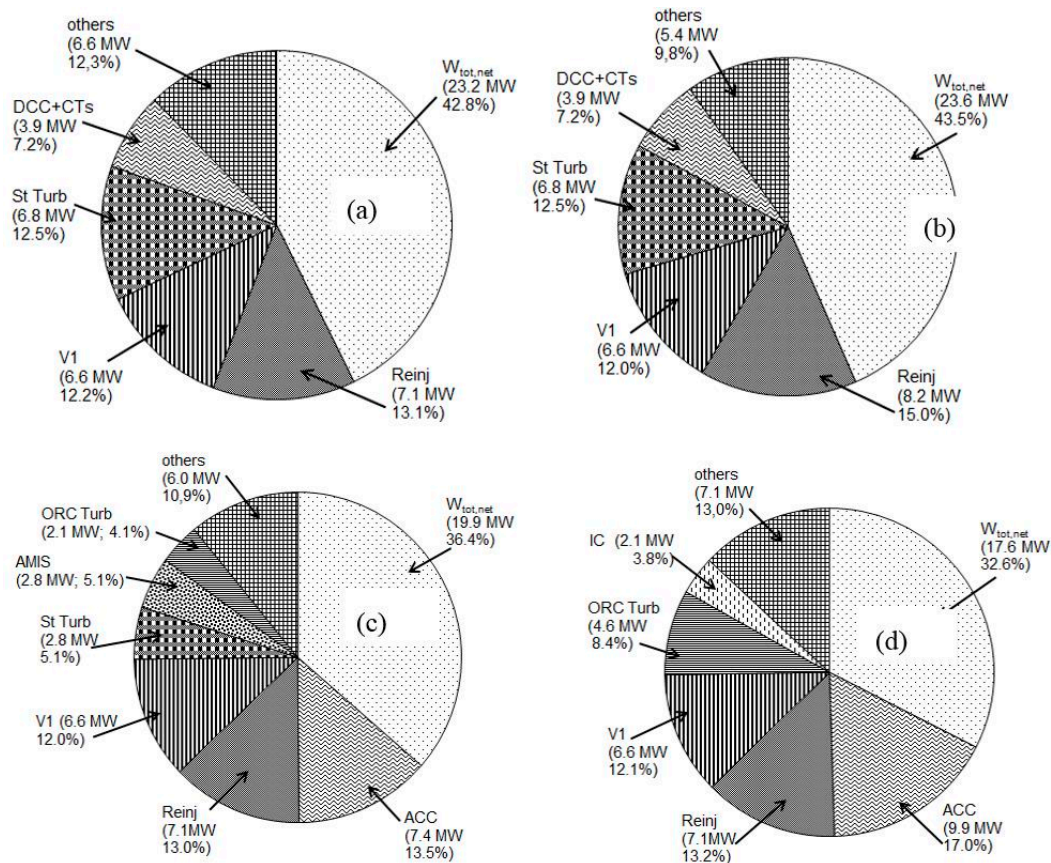 others
(6.6 MW
12,3%)
W_tot,net
(23.2 MW
42.8%)
DCC+CTs
(3.9 MW
7.2%)
St Turb
(6.8 MW
12.5%)
(a)
V1
(6.6 MW
12.2%)
Reinj
(7.1 MW
13.1%)
others
(5.4 MW
9,8%)
W_tot,net
(23.6 MW
43.5%)
DCC+CTs
(3.9 MW
7.2%)
St Turb
(6.8 MW
12.5%)
(b)
V1
(6.6 MW
12.0%)
Reinj
(8.2 MW
15.0%)
others
(6.0 MW
10,9%)
ORC Turb
(2.1 MW; 4.1%)
W_tot,net
(19.9 MW
36.4%)
AMIS
(2.8 MW; 5.1%)
St Turb
(2.8 MW
5.1%)
(c)
V1 (6.6 MW
12.0%)
Reinj
(7.1MW
13.0%)
ACC
(7.4 MW
13.5%)
others
(7.1 MW
13,0%)
W_tot,net
(17.6 MW
32.6%)
IC (2.1 MW
3.8%)
ORC Turb
(4.6 MW
8.4%)
(d)
V1
(6.6 MW
12.1%)
Reinj
(7.1MW
13.2%)
ACC
(9.9 MW
17.0%)